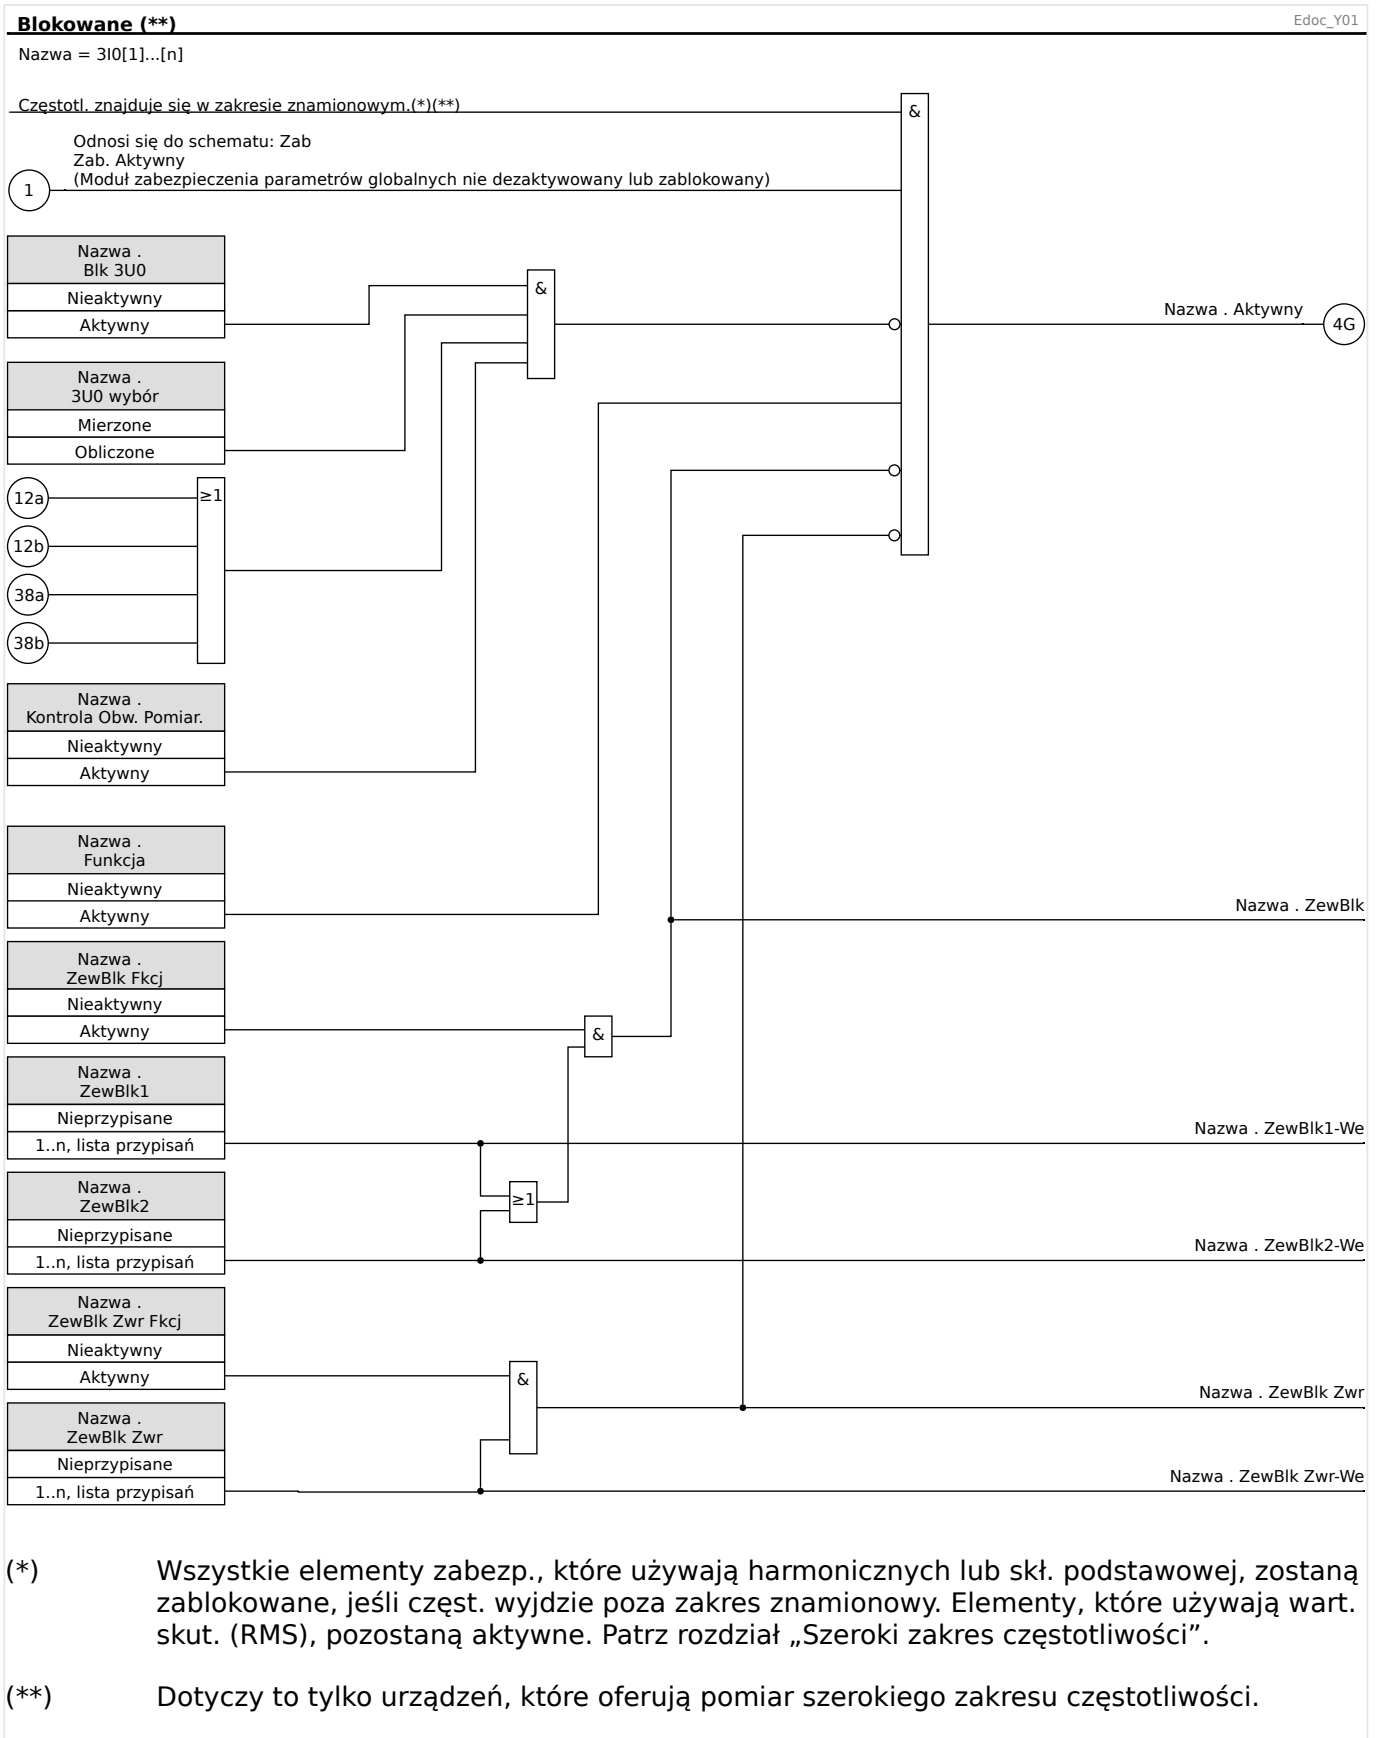 Blokowane (**)
Edoc_Y01
Nazwa = 3I0[1]...[n]
Częstotl. znajduje się w zakresie znamionowym.(*)(**)
&
Odnosi się do schematu: Zab
Zab. Aktywny
(Moduł zabezpieczenia parametrów globalnych nie dezaktywowany lub zablokowany)
1
Nazwa .
Blk 3U0
Nieaktywny
Aktywny
&
Nazwa . Aktywny
4G
Nazwa .
3U0 wybór
Mierzone
Obliczone
12a
≥1
12b
38a
38b
Nazwa .
Kontrola Obw. Pomiar.
Nieaktywny
Aktywny
Nazwa .
Funkcja
Nieaktywny
Aktywny
Nazwa . ZewBlk
Nazwa .
ZewBlk Fkcj
Nieaktywny
Aktywny
&
Nazwa .
ZewBlk1
Nieprzypisane
1..n, lista przypisań
Nazwa . ZewBlk1-We
Nazwa .
ZewBlk2
≥1
Nieprzypisane
1..n, lista przypisań
Nazwa . ZewBlk2-We
Nazwa .
ZewBlk Zwr Fkcj
Nieaktywny
Aktywny
&
Nazwa . ZewBlk Zwr
Nazwa .
ZewBlk Zwr
Nieprzypisane
1..n, lista przypisań
Nazwa . ZewBlk Zwr-We
(*) Wszystkie elementy zabezp., które używają harmonicznych lub skł. podstawowej, zostaną
zablokowane, jeśli częst. wyjdzie poza zakres znamionowy. Elementy, które używają wart.
skut. (RMS), pozostaną aktywne. Patrz rozdział „Szeroki zakres częstotliwości”.
(**) Dotyczy to tylko urządzeń, które oferują pomiar szerokiego zakresu częstotliwości.